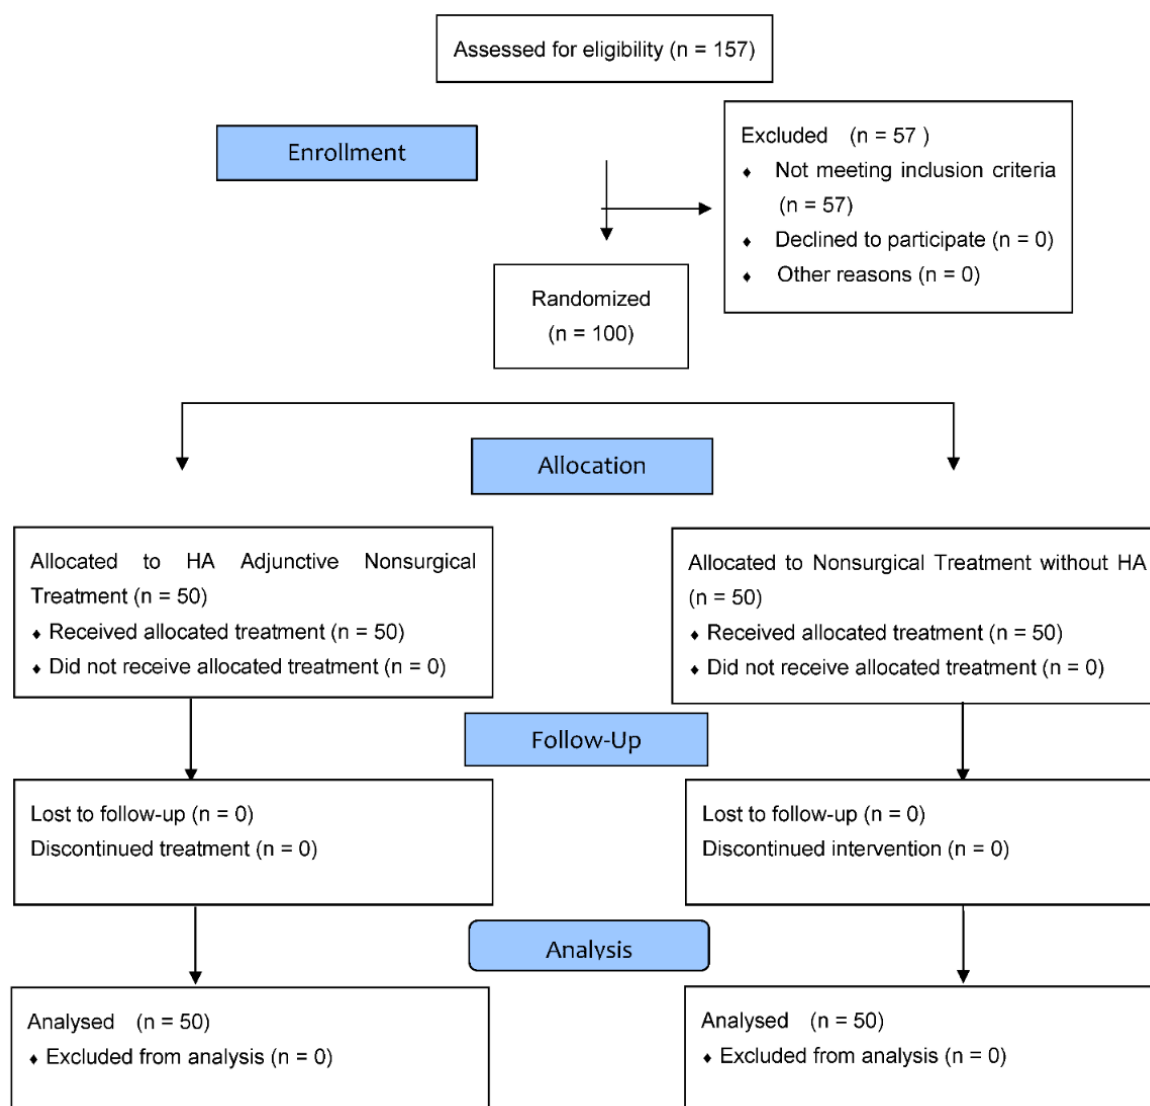 Assessed for eligibility (n = 157)
Enrollment
Excluded (n = 57 )
♦ Not meeting inclusion criteria
(n = 57)
♦ Declined to participate (n = 0)
♦ Other reasons (n = 0)
Randomized
(n = 100)
Allocation
Allocated to HA Adjunctive Nonsurgical
Treatment (n = 50)
♦ Received allocated treatment (n = 50)
♦ Did not receive allocated treatment (n = 0)
Allocated to Nonsurgical Treatment without HA
(n = 50)
♦ Received allocated treatment (n = 50)
♦ Did not receive allocated treatment (n = 0)
Follow-Up
Lost to follow-up (n = 0)
Discontinued treatment (n = 0)
Lost to follow-up (n = 0)
Discontinued intervention (n = 0)
Analysis
Analysed (n = 50)
♦ Excluded from analysis (n = 0)
Analysed (n = 50)
♦ Excluded from analysis (n = 0)